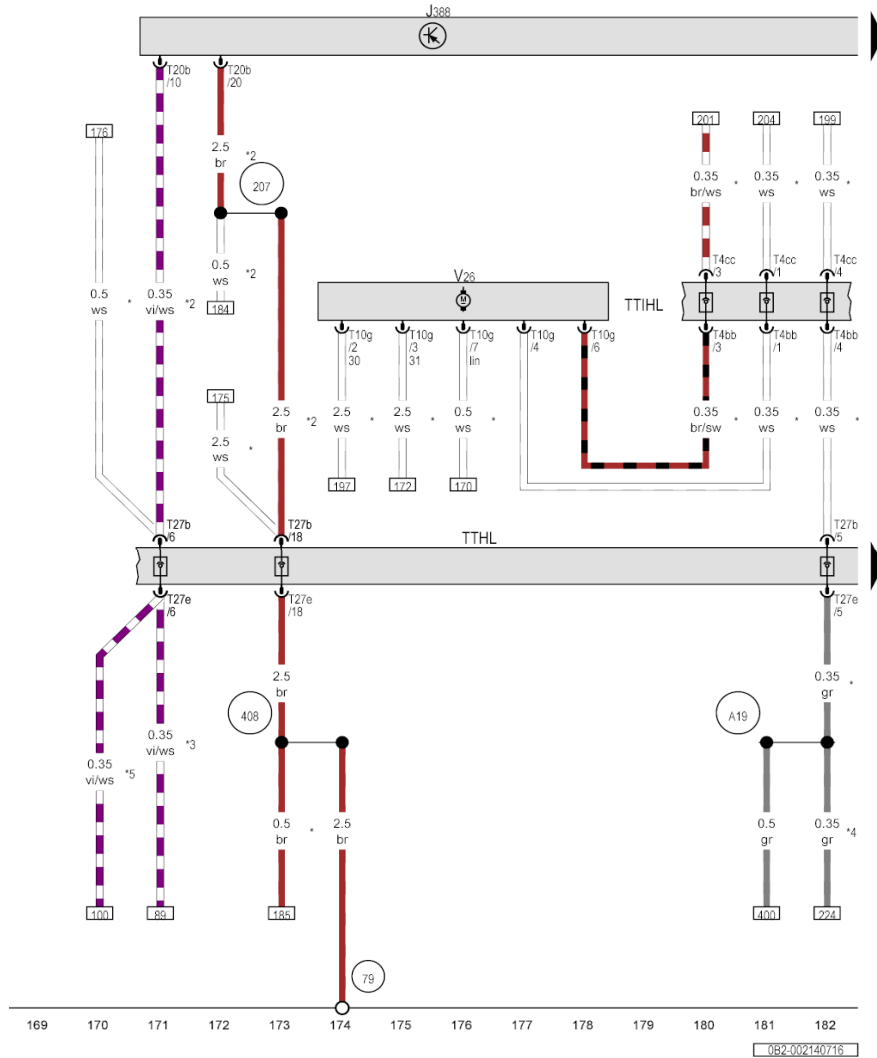 J388
T20b
/10
T20b
/20
176
201
204
199
2.5
br
*2
207
0.35
br/ws
*
0.35
ws
*
0.35
ws
*
T4cc
/3
T4cc
/1
T4cc
/4
0.5
ws
*
0.35
vi/ws
*2
0.5
ws
*2
184
V26
M
TTIHL
T10g
/2
30
T10g
/3
31
T10g
/7
lin
T10g
/4
T10g
/6
T4bb
/3
T4bb
/1
T4bb
/4
175
2.5
ws
*
2.5
br
*2
2.5
ws
*
2.5
ws
*
0.5
ws
*
0.35
br/sw
*
0.35
ws
*
0.35
ws
*
197
172
170
T27b
/6
T27b
/18
TTHL
T27b
/5
T27e
/6
T27e
/18
T27e
/5
2.5
br
0.35
gr
*
408
A19
0.35
vi/ws
*5
0.35
vi/ws
*3
0.5
br
*
2.5
br
0.5
gr
0.35
gr
*4
100
89
185
400
224
79
169 170 171 172 173 174 175 176 177 178 179 180 181 182
0B2-002140716